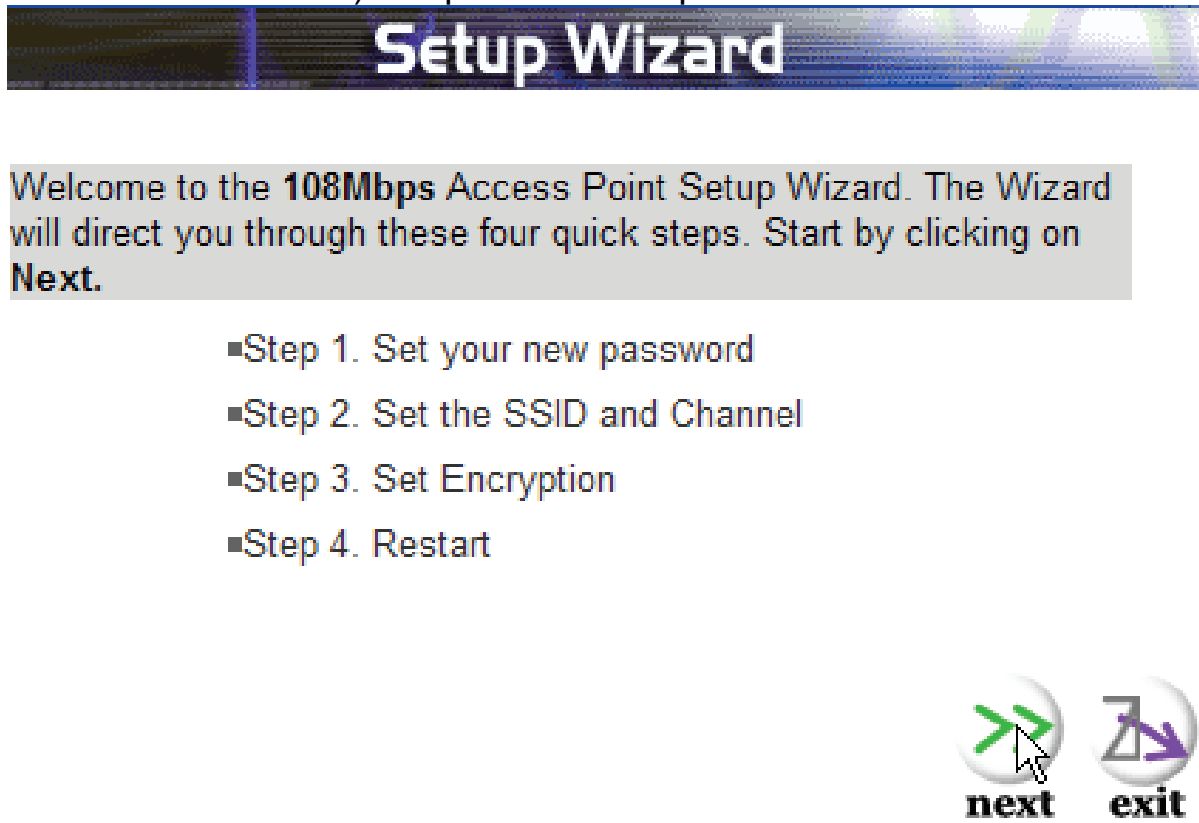 Setup Wizard
Welcome to the 108Mbps Access Point Setup Wizard. The Wizard
will direct you through these four quick steps. Start by clicking on
Next.
Step 1. Set your new password
Step 2. Set the SSID and Channel
Step 3. Set Encryption
Step 4. Restart
next exit